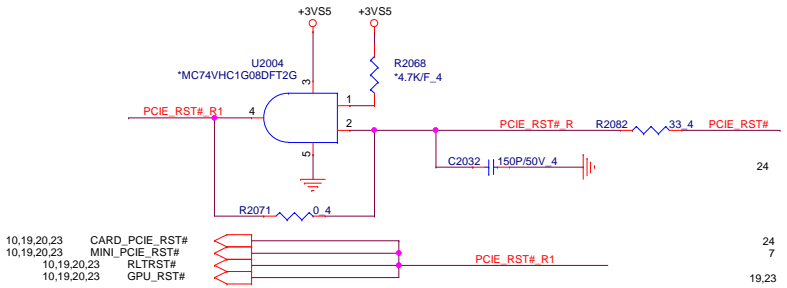 +3VS5 +3VS5
U2004 R2068
*MC74VHC1G08DFT2G *4.7K/F_4
3
PCIE_RST#_R1 4 1
2 PCIE_RST#_R R2082 33_4 PCIE_RST#
5 C2032 150P/50V_4 24
R2071 0_4
10,19,20,23 CARD_PCIE_RST# 24
10,19,20,23 MINI_PCIE_RST# 7
10,19,20,23 RLTRST# PCIE_RST#_R1
10,19,20,23 GPU_RST# 19,23